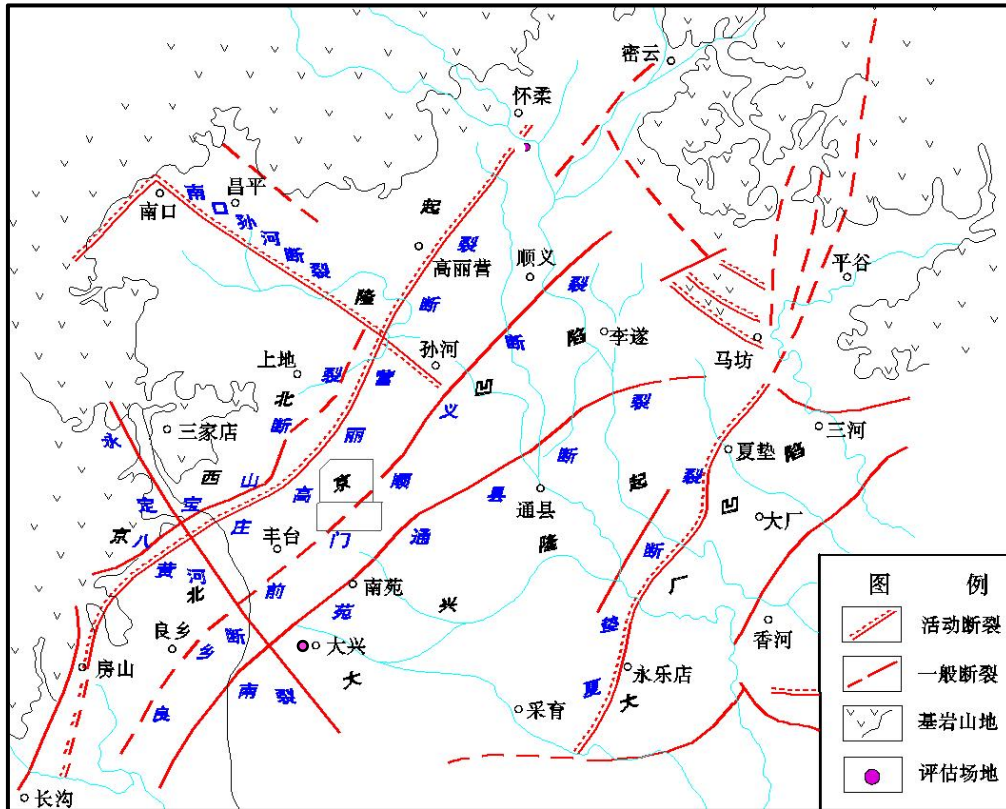 密云
怀柔
南口
昌平
高丽营
顺义
平谷
李遂
马坊
孙河
上地
三家店
三河
夏垫
大厂
通县
丰台
南苑
良乡
大兴
房山
香河
永乐店
采育
长沟
南口孙河断裂
黄庄高丽营断裂
八宝山断裂
良乡前门顺义断裂
南苑通县断裂
夏垫断裂
永定河断裂
京西北隆起
北京凹陷
大兴隆起
大厂凹陷
图 例
活动断裂
一般断裂
基岩山地
评估场地